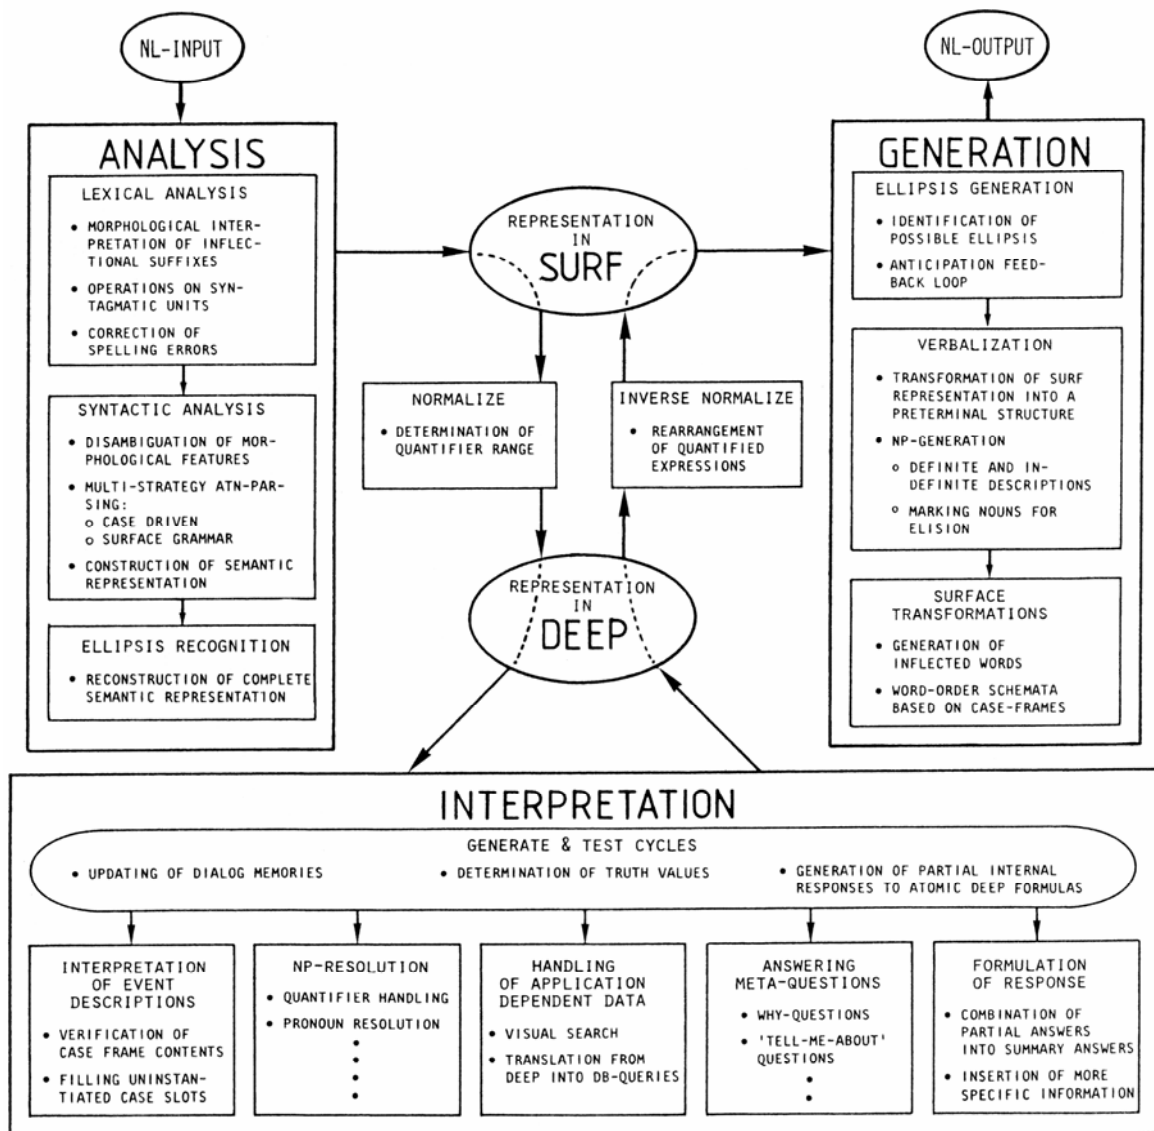 NL-INPUT
NL-OUTPUT
ANALYSIS
LEXICAL ANALYSIS
• MORPHOLOGICAL INTER-
PRETATION OF INFLEC-
TIONAL SUFFIXES
• OPERATIONS ON SYN-
TAGMATIC UNITS
• CORRECTION OF
SPELLING ERRORS
SYNTACTIC ANALYSIS
• DISAMBIGUATION OF MOR-
PHOLOGICAL FEATURES
• MULTI-STRATEGY ATN-PAR-
SING:
o CASE DRIVEN
o SURFACE GRAMMAR
• CONSTRUCTION OF SEMANTIC
REPRESENTATION
ELLIPSIS RECOGNITION
• RECONSTRUCTION OF COMPLETE
SEMANTIC REPRESENTATION
REPRESENTATION
IN
SURF
NORMALIZE
• DETERMINATION OF
QUANTIFIER RANGE
INVERSE NORMALIZE
• REARRANGEMENT
OF QUANTIFIED
EXPRESSIONS
REPRESENTATION
IN
DEEP
GENERATION
ELLIPSIS GENERATION
• IDENTIFICATION OF
POSSIBLE ELLIPSIS
• ANTICIPATION FEED-
BACK LOOP
VERBALIZATION
• TRANSFORMATION OF SURF
REPRESENTATION INTO A
PRETERMINAL STRUCTURE
• NP-GENERATION
o DEFINITE AND IN-
DEFINITE DESCRIPTIONS
o MARKING NOUNS FOR
ELISION
SURFACE
TRANSFORMATIONS
• GENERATION OF
INFLECTED WORDS
• WORD-ORDER SCHEMATA
BASED ON CASE-FRAMES
INTERPRETATION
GENERATE & TEST CYCLES
• UPDATING OF DIALOG MEMORIES
• DETERMINATION OF TRUTH VALUES
• GENERATION OF PARTIAL INTERNAL
RESPONSES TO ATOMIC DEEP FORMULAS
INTERPRETATION
OF EVENT
DESCRIPTIONS
• VERIFICATION OF
CASE FRAME CONTENTS
• FILLING UNINSTAN-
TIATED CASE SLOTS
NP-RESOLUTION
• QUANTIFIER HANDLING
• PRONOUN RESOLUTION
•
•
•
•
HANDLING
OF APPLICATION
DEPENDENT DATA
• VISUAL SEARCH
• TRANSLATION FROM
DEEP INTO DB-QUERIES
ANSWERING
META-QUESTIONS
• WHY-QUESTIONS
• 'TELL-ME-ABOUT'
QUESTIONS
•
•
FORMULATION
OF RESPONSE
• COMBINATION OF
PARTIAL ANSWERS
INTO SUMMARY ANSWERS
• INSERTION OF MORE
SPECIFIC INFORMATION